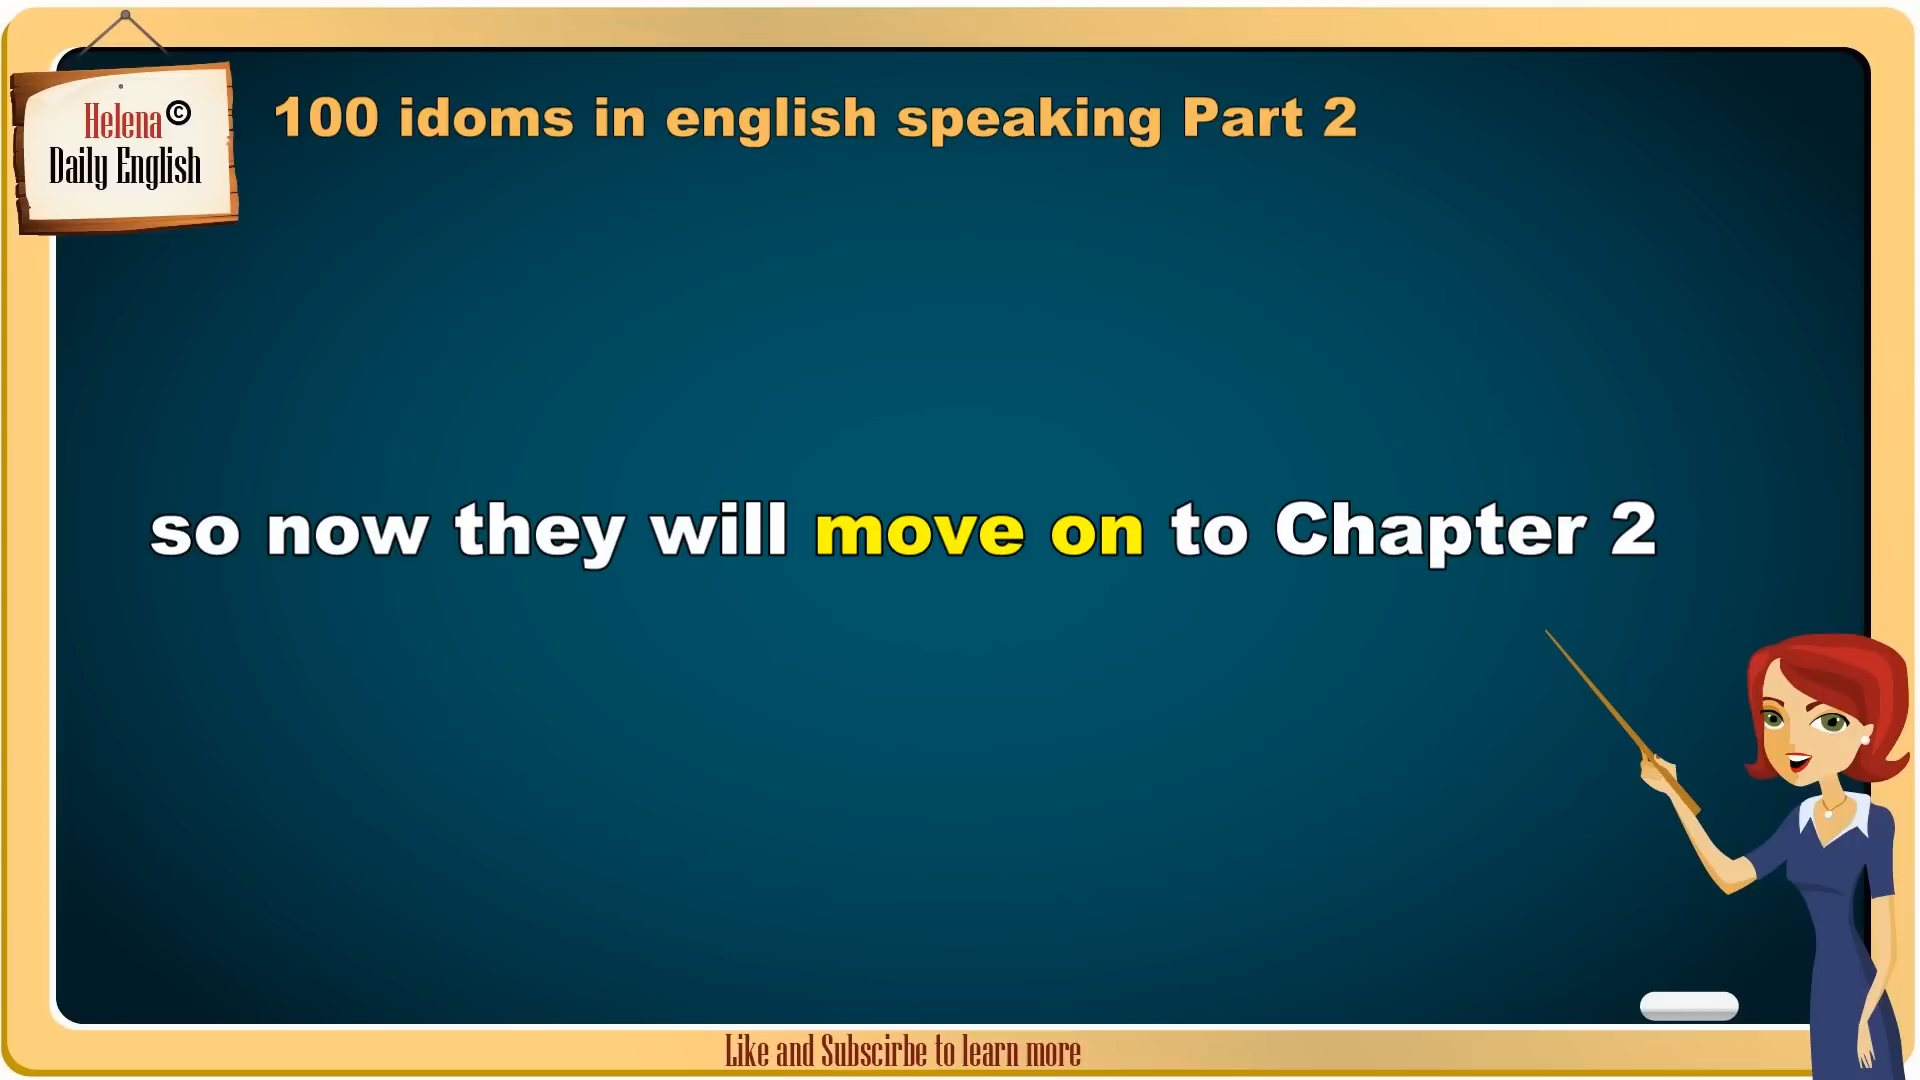 Helena©
Daily English
100 idoms in english speaking Part 2
so now they will move on to Chapter 2
Like and Subscirbe to learn more